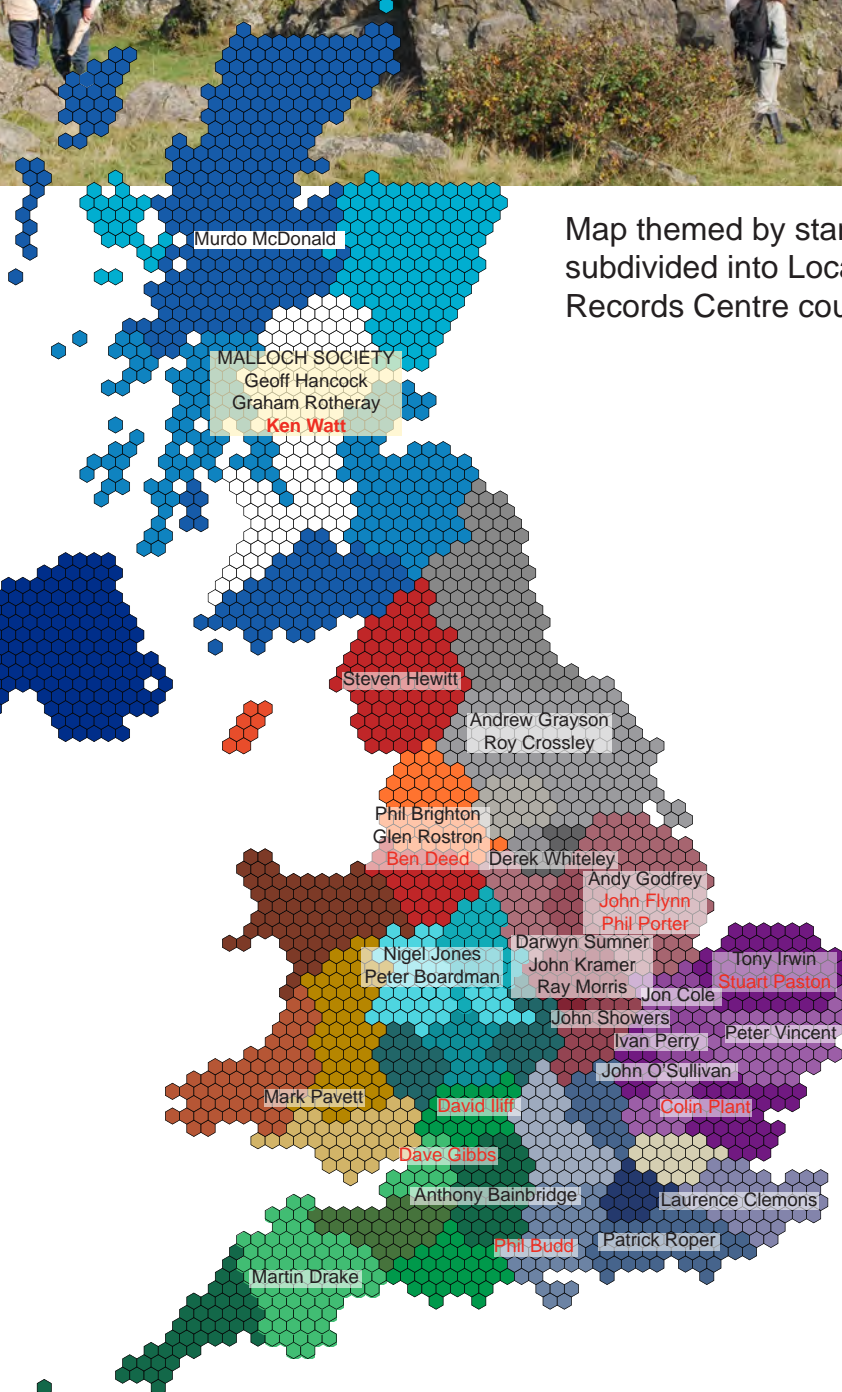 Murdo McDonald
Map themed by
subdivided into
Records Centre
MALLOCH SOCIETY
Geoff Hancock
Graham Rotheray
Ken Watt
Steven Hewitt
Andrew Grayson
Roy Crossley
Phil Brighton
Glen Rostron
Ben Deed
Derek Whiteley
Andy Godfrey
John Flynn
Phil Porter
Nigel Jones
Peter Boardman
Darwyn Sumner
John Kramer
Ray Morris
Tony Irwin
Stuart Paston
Jon Cole
John Showers
Peter Vincent
Ivan Perry
John O'Sullivan
Mark Pavett
David Iliff
Colin Plant
Dave Gibbs
Anthony Bainbridge
Laurence Clemons
Phil Budd
Patrick Roper
Martin Drake